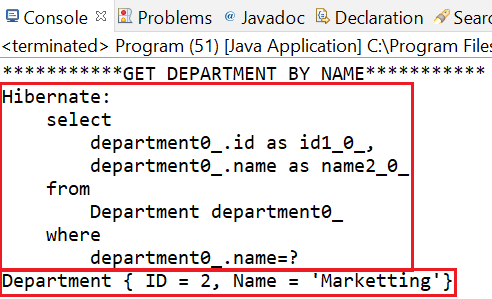 Console Problems @ Javadoc Declaration Sear
<terminated> Program (51) [Java Application] C:\Program Files
***********GET DEPARTMENT BY NAME***********
Hibernate:
    select
        department0_.id as id1_0_,
        department0_.name as name2_0_
    from
        Department department0_
    where
        department0_.name=?
Department { ID = 2, Name = 'Marketting'}